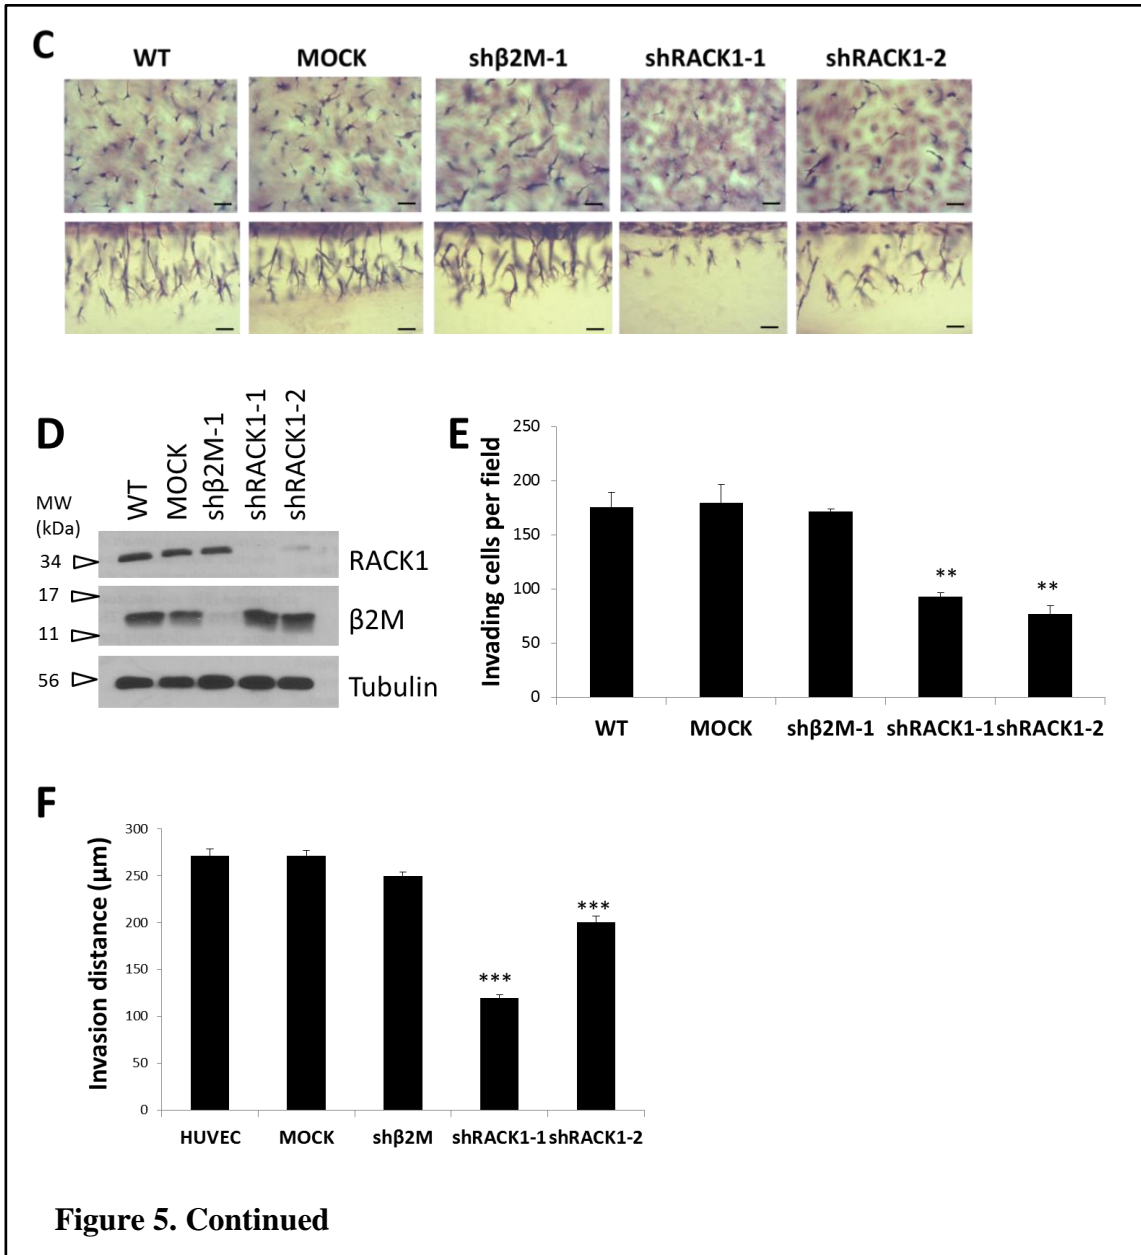 C
WT MOCK shβ2M-1 shRACK1-1 shRACK1-2
D
MW
(kDa)
WT
MOCK
shβ2M-1
shRACK1-1
shRACK1-2
34
RACK1
17
11
β2M
56
Tubulin
E
Invading cells per field
250
200
150
100
50
0
**
**
WT MOCK shβ2M-1 shRACK1-1 shRACK1-2
F
Invasion distance (µm)
300
250
200
150
100
50
0
***
***
HUVEC MOCK shβ2M shRACK1-1 shRACK1-2
Figure 5. Continued